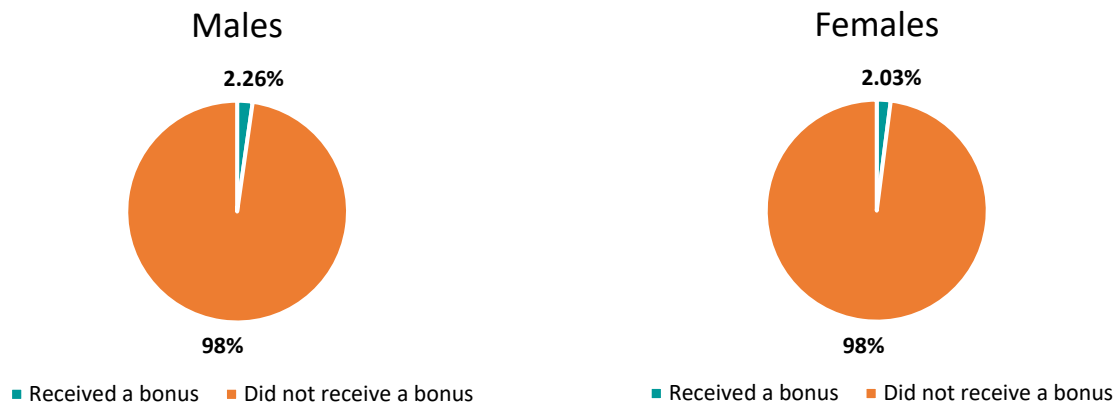 Males
2.26%
98%
Received a bonus
Did not receive a bonus
Females
2.03%
98%
Received a bonus
Did not receive a bonus